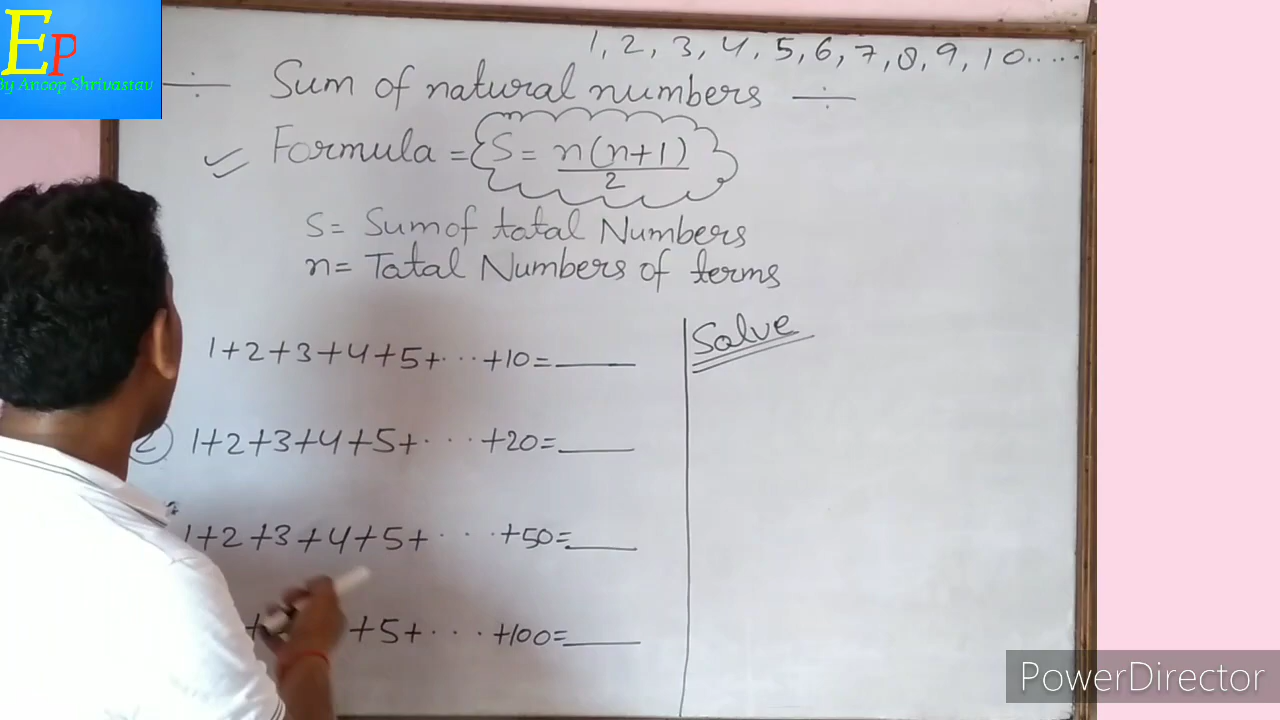 EP
By Anoop Shrivastav
1, 2, 3, 4, 5, 6, 7, 8, 9, 10.....
÷ Sum of natural numbers ÷
Formula = S = n(n+1)
2
S = Sum of total Numbers
n = Tatal Numbers of terms
Solve
1+2+3+4+5+ ··· +10=____
2 1+2+3+4+5+ ··· +20=____
1+2+3+4+5+ ··· +50=____
+ +5+ ··· +100=____
PowerDirector